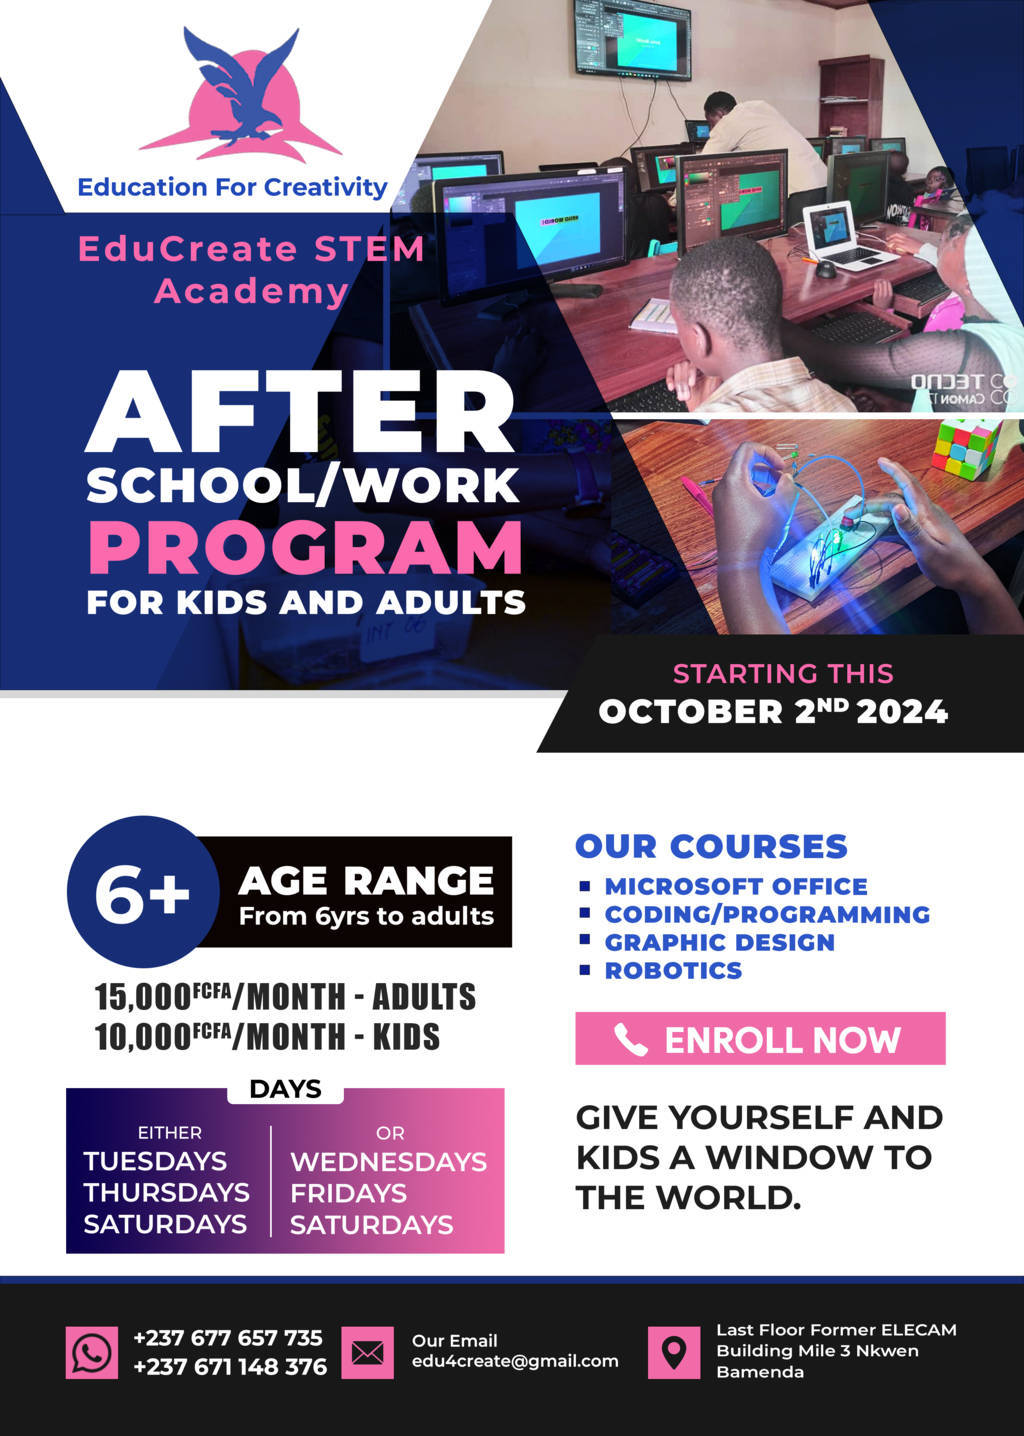 Education For Creativity
EduCreate STEM
Academy
AFTER
SCHOOL/WORK
PROGRAM
FOR KIDS AND ADULTS
TECNO
CAMON
STARTING THIS
OCTOBER 2ND 2024
6+
AGE RANGE
From 6yrs to adults
15,000FCFA/MONTH - ADULTS
10,000FCFA/MONTH - KIDS
DAYS
EITHER
TUESDAYS
THURSDAYS
SATURDAYS
OR
WEDNESDAYS
FRIDAYS
SATURDAYS
OUR COURSES
▪ MICROSOFT OFFICE
▪ CODING/PROGRAMMING
▪ GRAPHIC DESIGN
▪ ROBOTICS
ENROLL NOW
GIVE YOURSELF AND
KIDS A WINDOW TO
THE WORLD.
+237 677 657 735
+237 671 148 376
Our Email
edu4create@gmail.com
Last Floor Former ELECAM
Building Mile 3 Nkwen
Bamenda